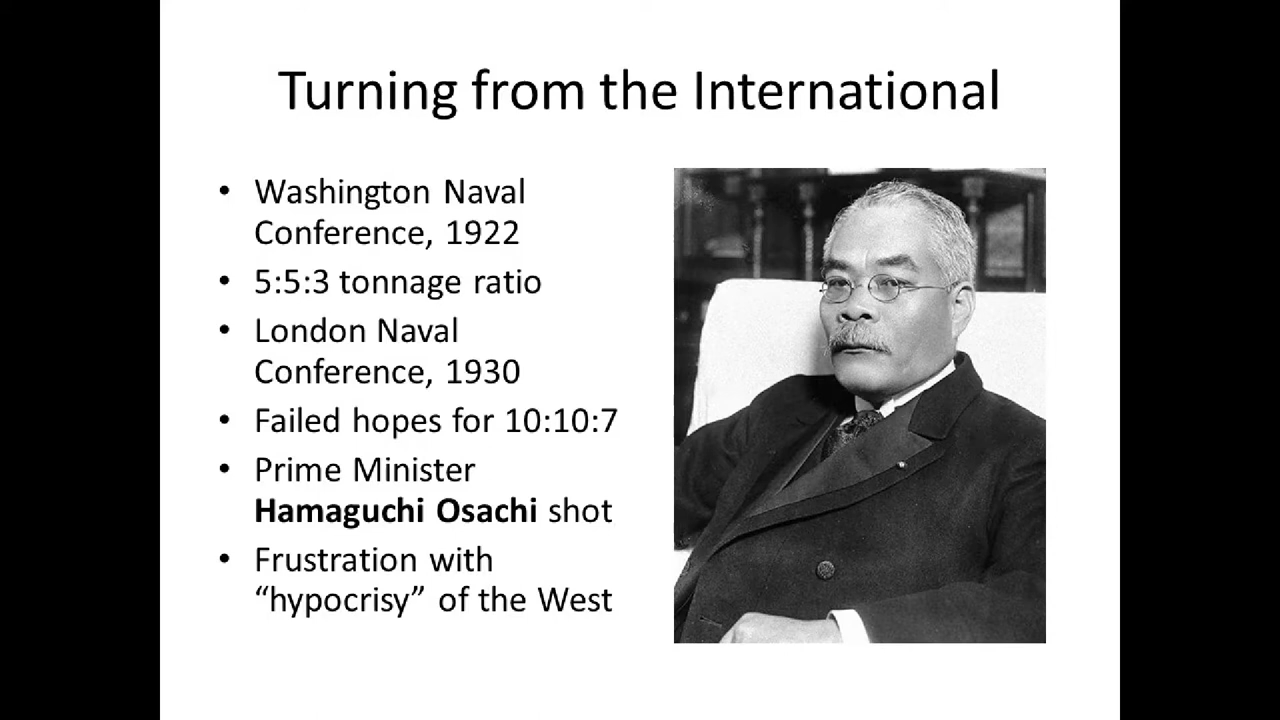 Turning from the International
• Washington Naval
Conference, 1922
• 5:5:3 tonnage ratio
• London Naval
Conference, 1930
• Failed hopes for 10:10:7
• Prime Minister
Hamaguchi Osachi shot
• Frustration with
“hypocrisy” of the West